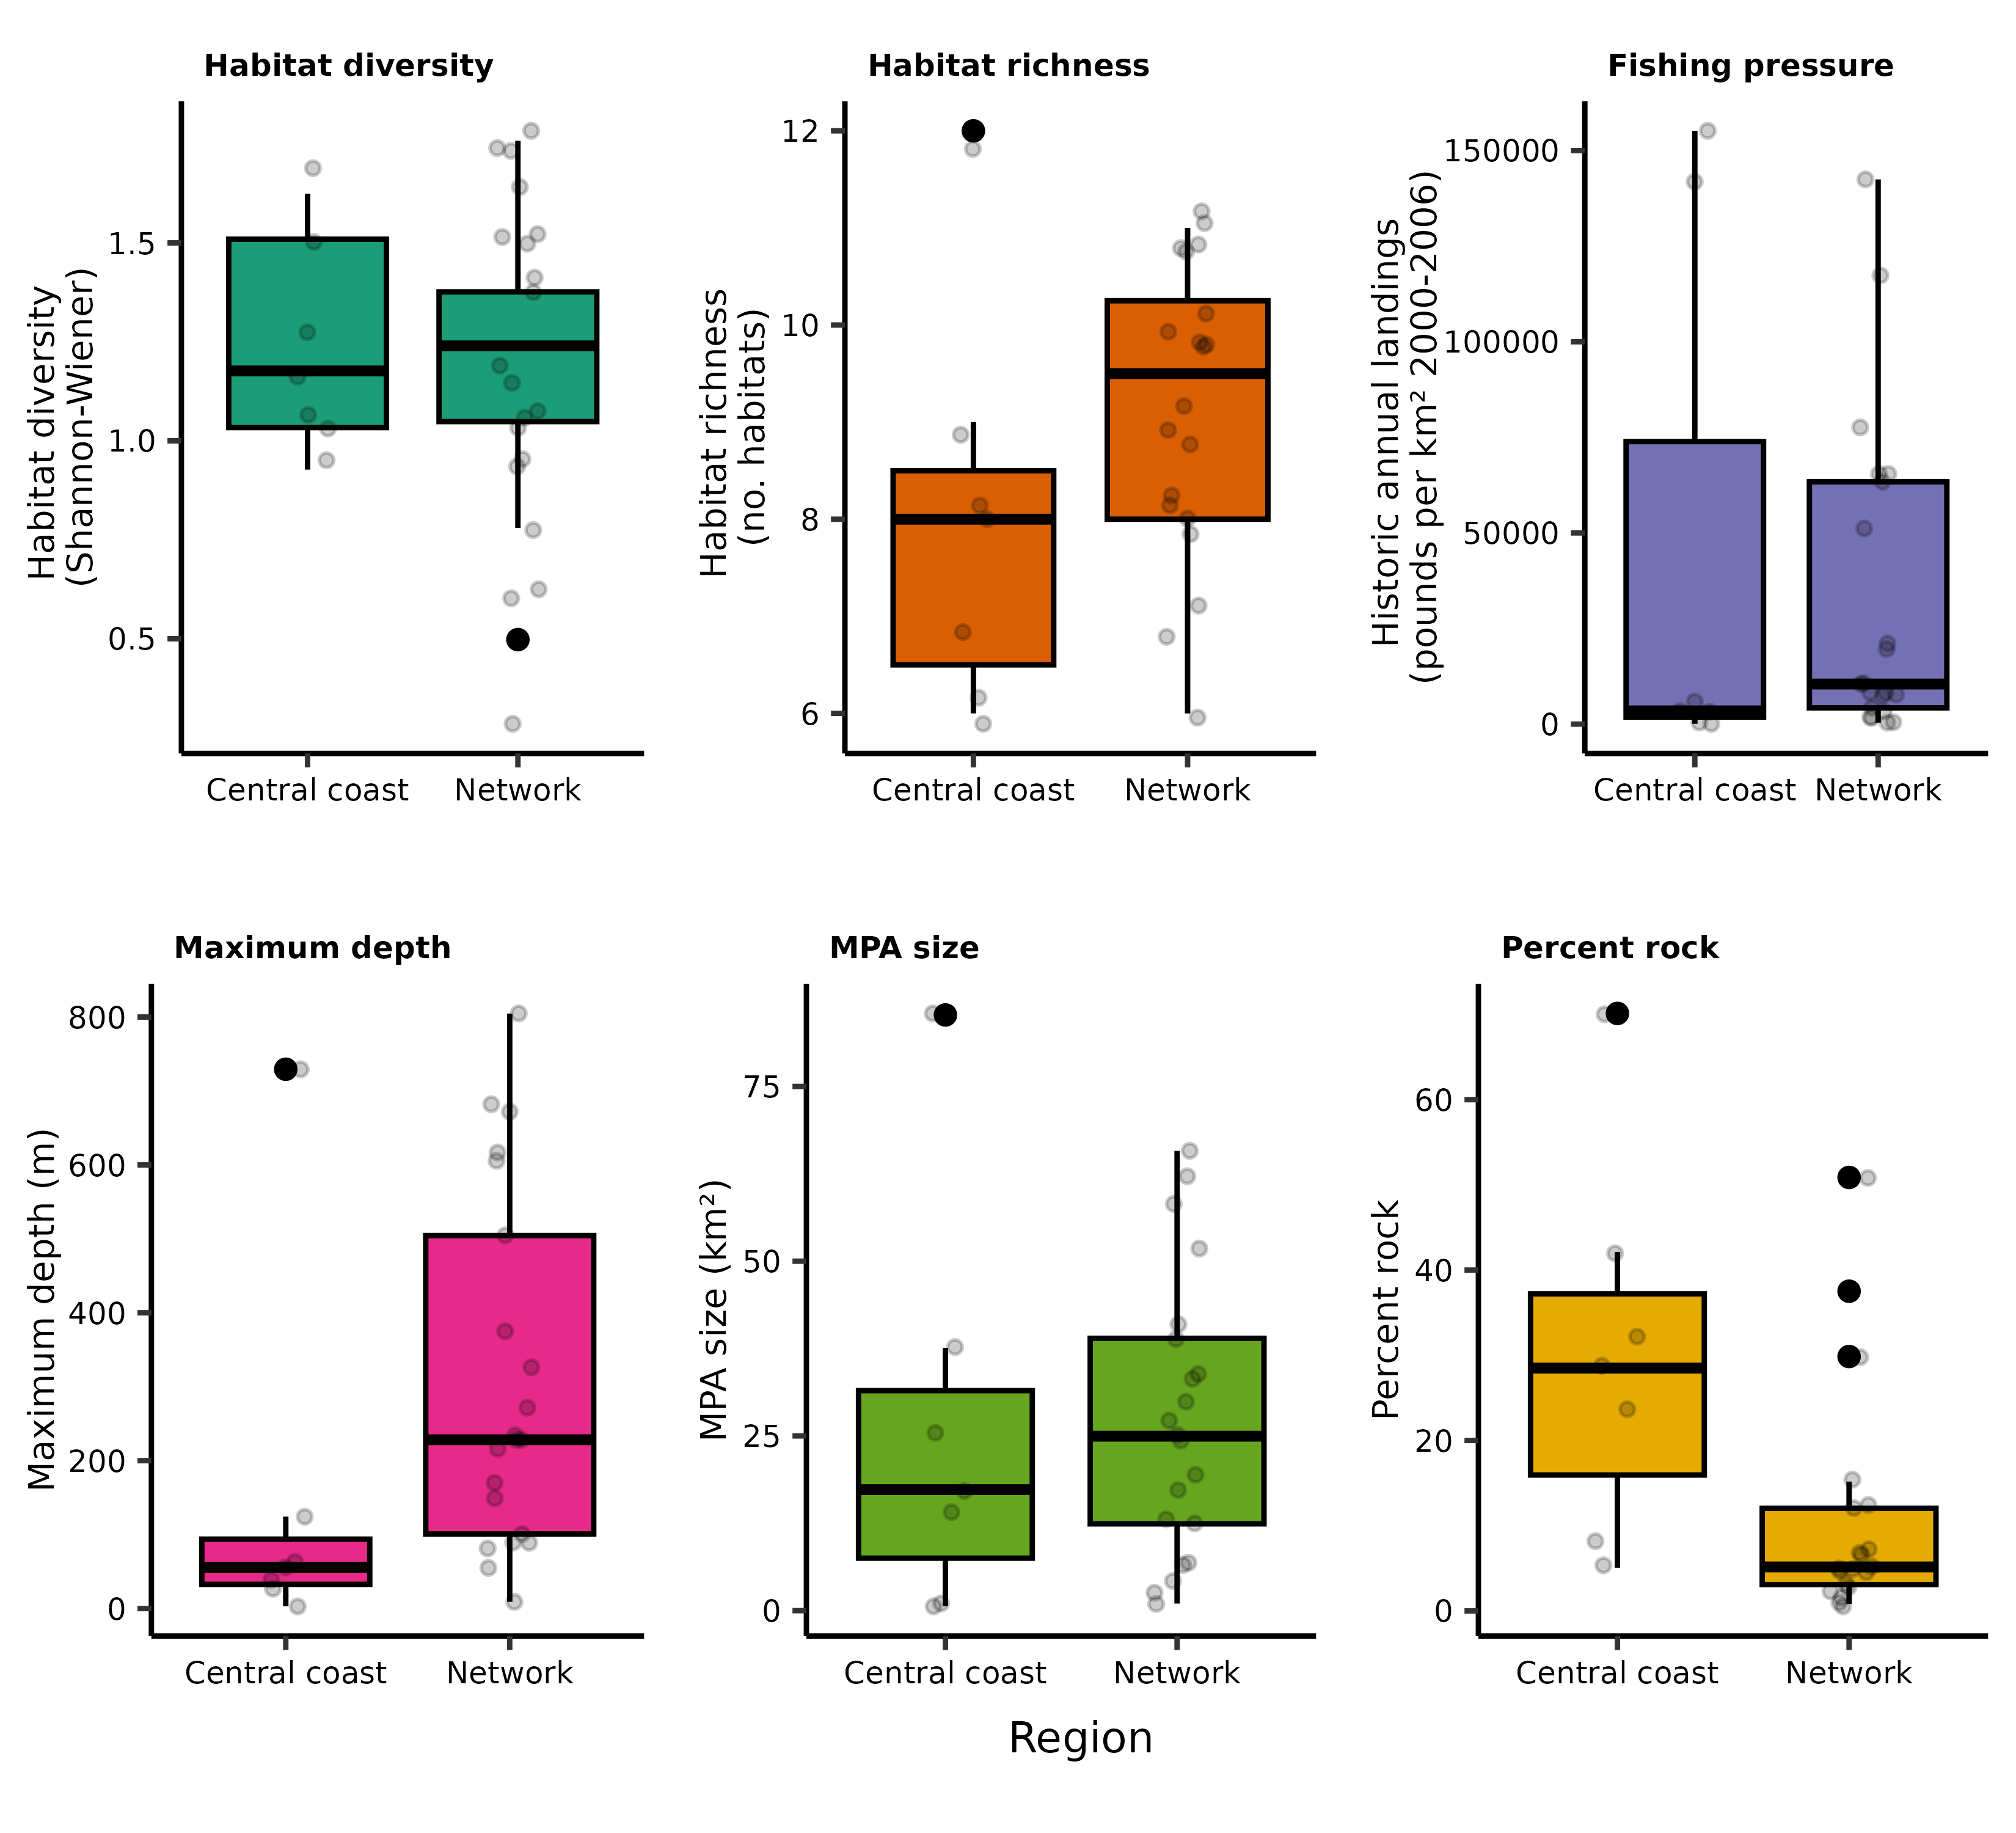 Habitat diversity
Habitat diversity
(Shannon-Wiener)
1.5
1.0
0.5
Central coast
Network
Habitat richness
Habitat richness
(no. habitats)
12
10
8
6
Central coast
Network
Fishing pressure
Historic annual landings
(pounds per km² 2000-2006)
150000
100000
50000
0
Central coast
Network
Maximum depth
Maximum depth (m)
800
600
400
200
0
Central coast
Network
MPA size
MPA size (km²)
75
50
25
0
Central coast
Network
Percent rock
Percent rock
60
40
20
0
Central coast
Network
Region